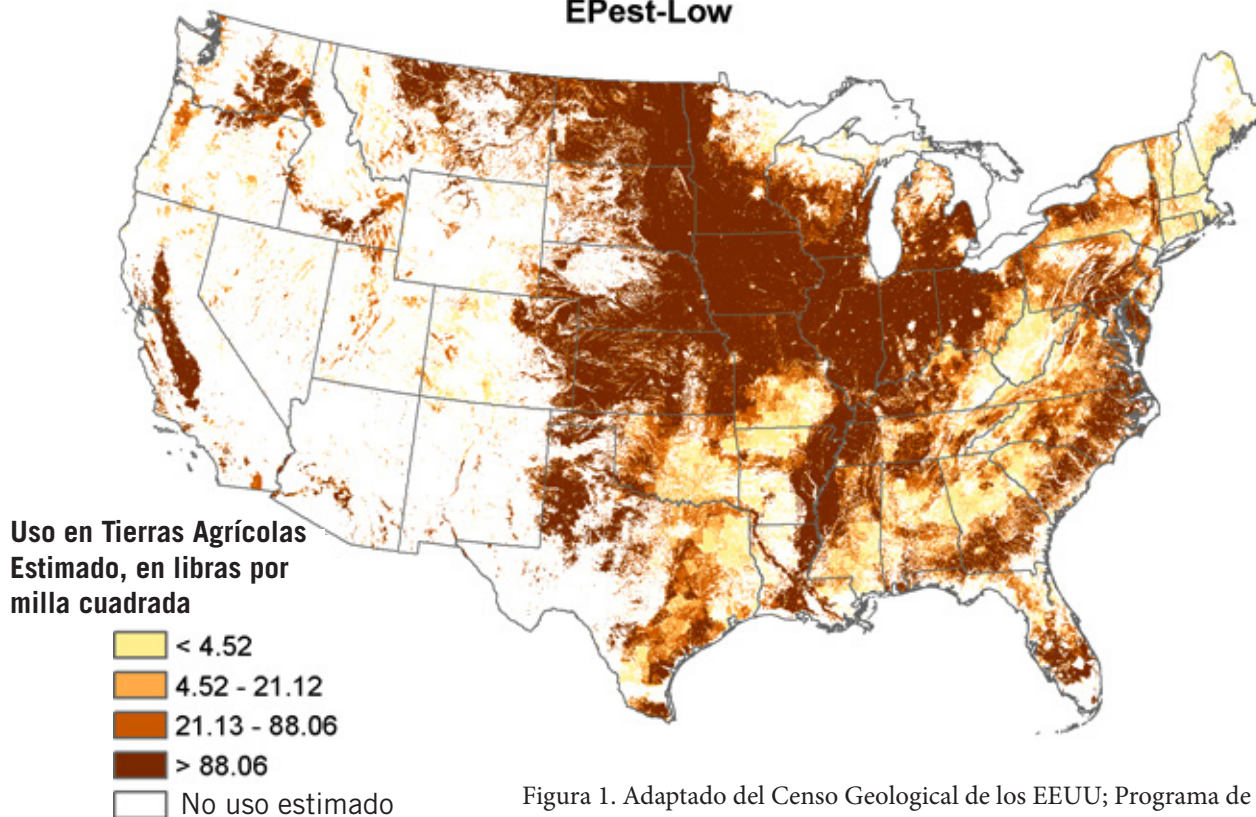 EPest-Low
Uso en Tierras Agrícolas
Estimado, en libras por
milla cuadrada
< 4.52
4.52 - 21.12
21.13 - 88.06
> 88.06
No uso estimado
Figura 1. Adaptado del Censo Geological de los EEUU; Programa de